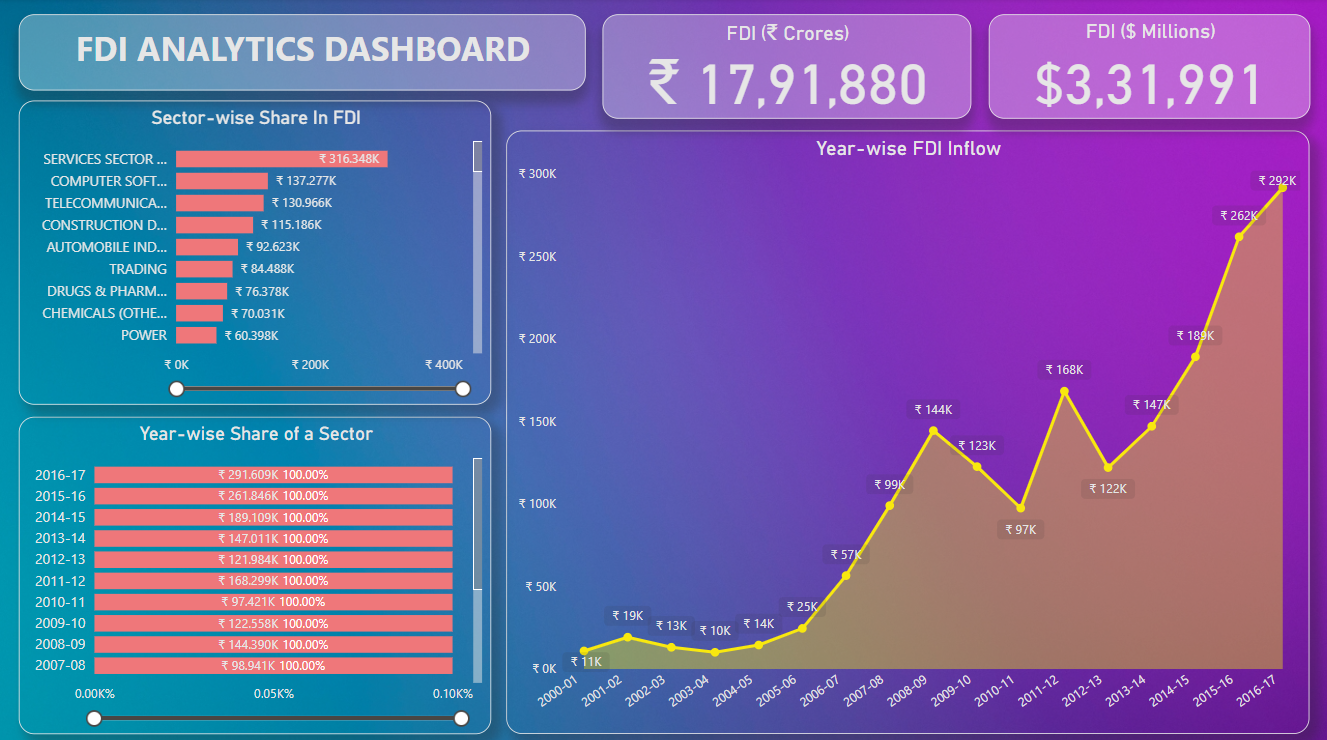 FDI ANALYTICS DASHBOARD
FDI (₹ Crores)
₹ 17,91,880
FDI ($ Millions)
$3,31,991
Sector-wise Share In FDI
SERVICES SECTOR ... ₹ 316.348K
COMPUTER SOFT... ₹ 137.277K
TELECOMMUNICA... ₹ 130.966K
CONSTRUCTION D... ₹ 115.186K
AUTOMOBILE IND... ₹ 92.623K
TRADING ₹ 84.488K
DRUGS & PHARM... ₹ 76.378K
CHEMICALS (OTHE... ₹ 70.031K
POWER ₹ 60.398K
₹ 0K ₹ 200K ₹ 400K
Year-wise Share of a Sector
2016-17 ₹ 291.609K 100.00%
2015-16 ₹ 261.846K 100.00%
2014-15 ₹ 189.109K 100.00%
2013-14 ₹ 147.011K 100.00%
2012-13 ₹ 121.984K 100.00%
2011-12 ₹ 168.299K 100.00%
2010-11 ₹ 97.421K 100.00%
2009-10 ₹ 122.558K 100.00%
2008-09 ₹ 144.390K 100.00%
2007-08 ₹ 98.941K 100.00%
0.00K% 0.05K% 0.10K%
Year-wise FDI Inflow
₹ 300K
₹ 250K
₹ 200K
₹ 150K
₹ 100K
₹ 50K
₹ 0K
₹ 11K ₹ 19K ₹ 13K ₹ 10K ₹ 14K ₹ 25K ₹ 57K ₹ 99K ₹ 144K ₹ 123K ₹ 97K ₹ 168K ₹ 122K ₹ 147K ₹ 189K ₹ 262K ₹ 292K
2000-01 2001-02 2002-03 2003-04 2004-05 2005-06 2006-07 2007-08 2008-09 2009-10 2010-11 2011-12 2012-13 2013-14 2014-15 2015-16 2016-17